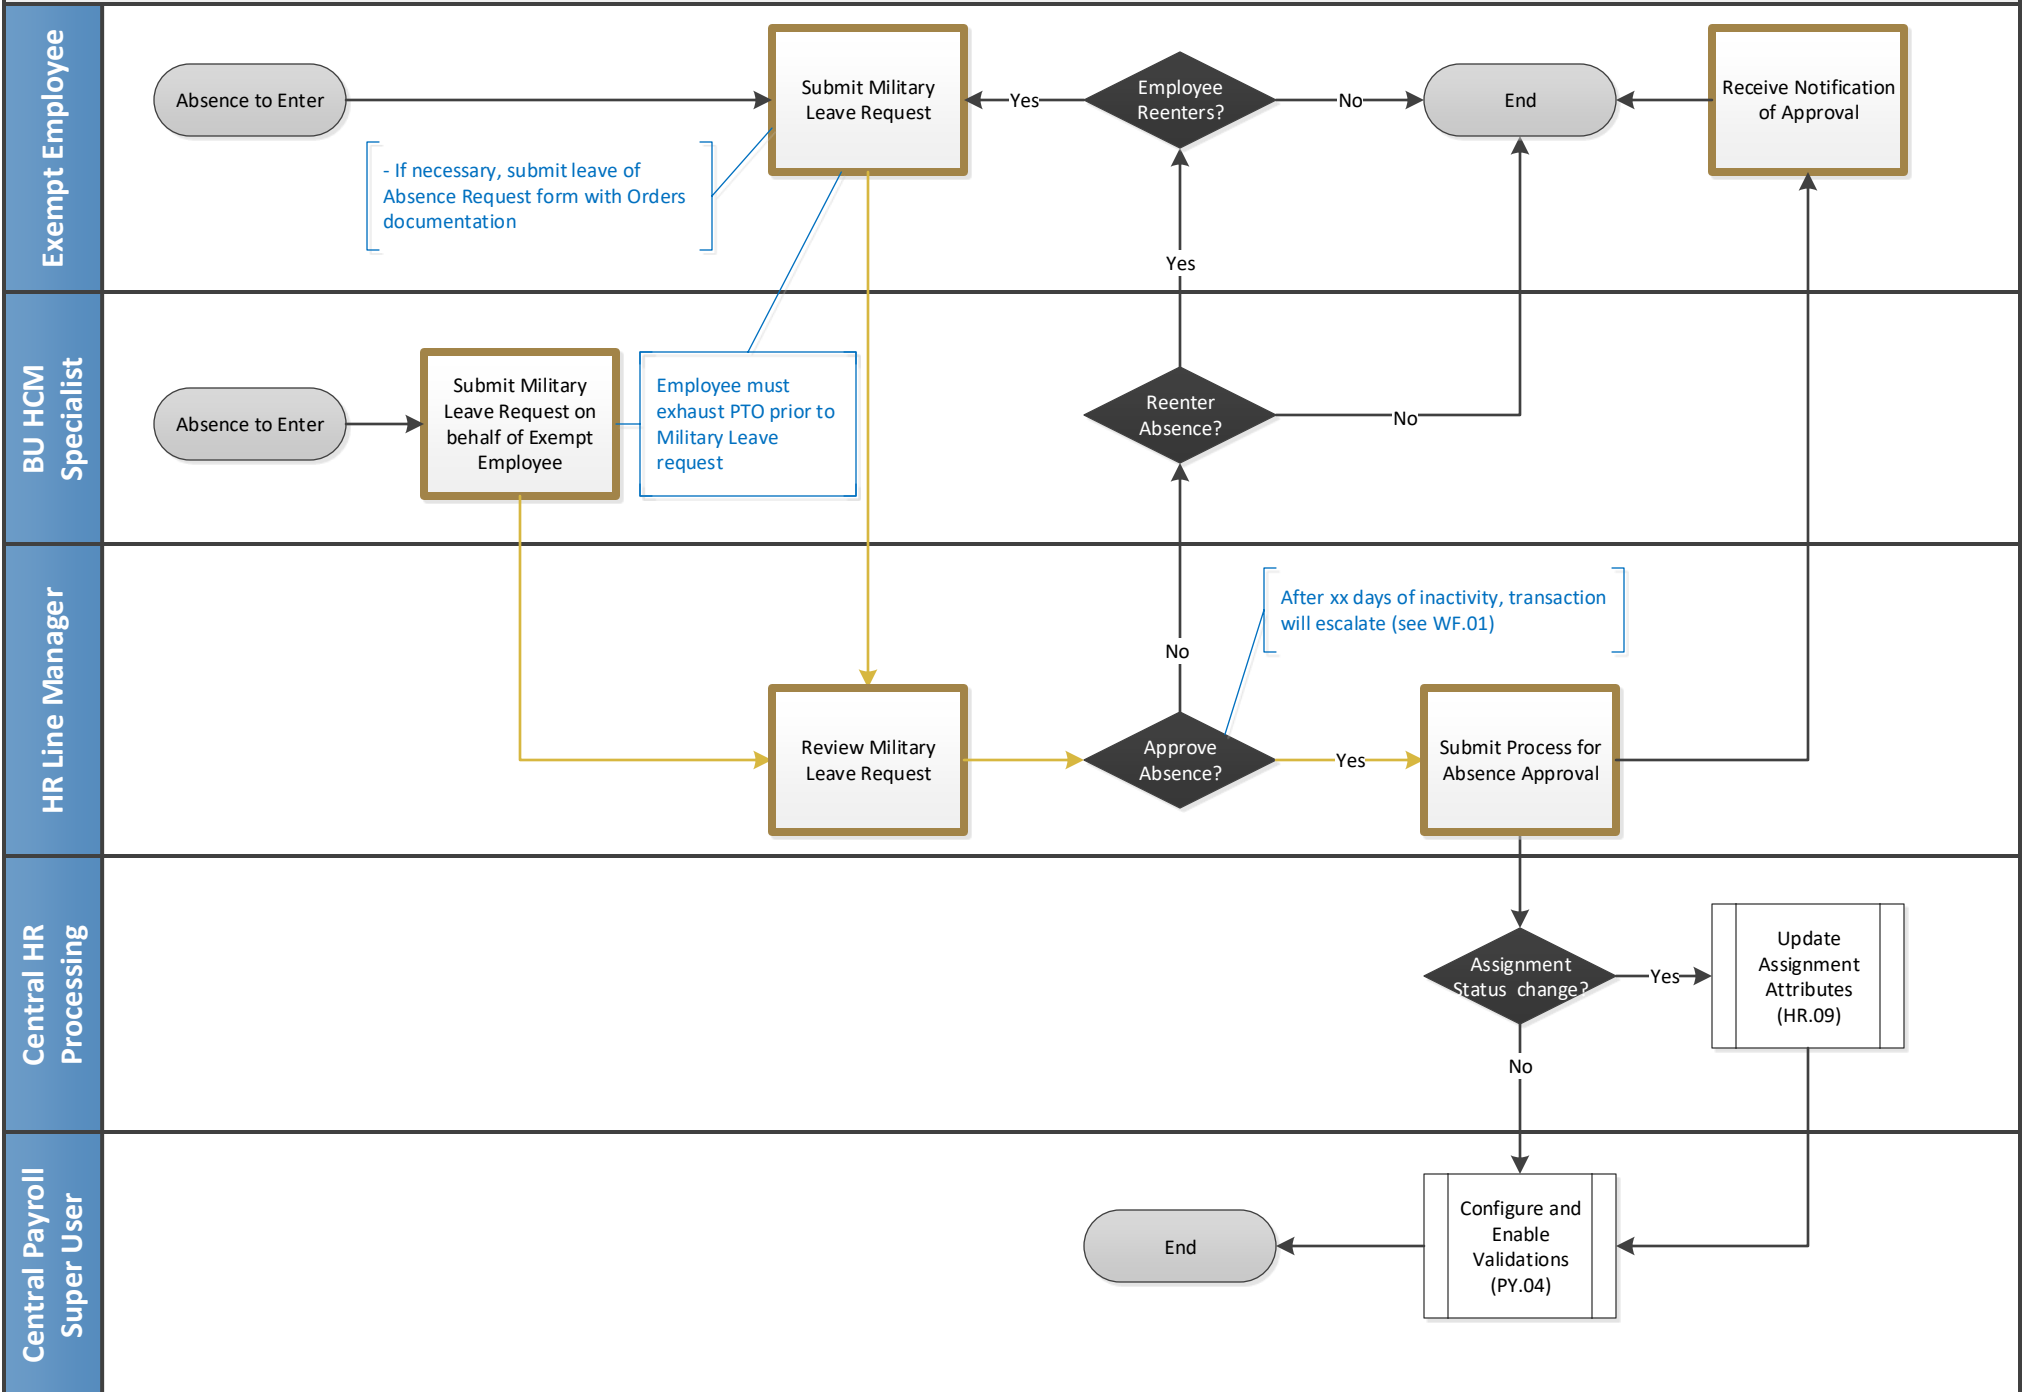 Exempt Employee
Absence to Enter
Submit Military
Leave Request
Yes
Employee
Reenters?
No
End
Receive Notification
of Approval
- If necessary, submit leave of
Absence Request form with Orders
documentation
Yes
BU HCM
Specialist
Absence to Enter
Submit Military
Leave Request on
behalf of Exempt
Employee
Employee must
exhaust PTO prior to
Military Leave
request
Reenter
Absence?
No
HR Line Manager
After xx days of inactivity, transaction
will escalate (see WF.01)
No
Review Military
Leave Request
Approve
Absence?
Yes
Submit Process for
Absence Approval
Central HR
Processing
Assignment
Status change?
Yes
Update
Assignment
Attributes
(HR.09)
No
Central Payroll
Super User
End
Configure and
Enable
Validations
(PY.04)